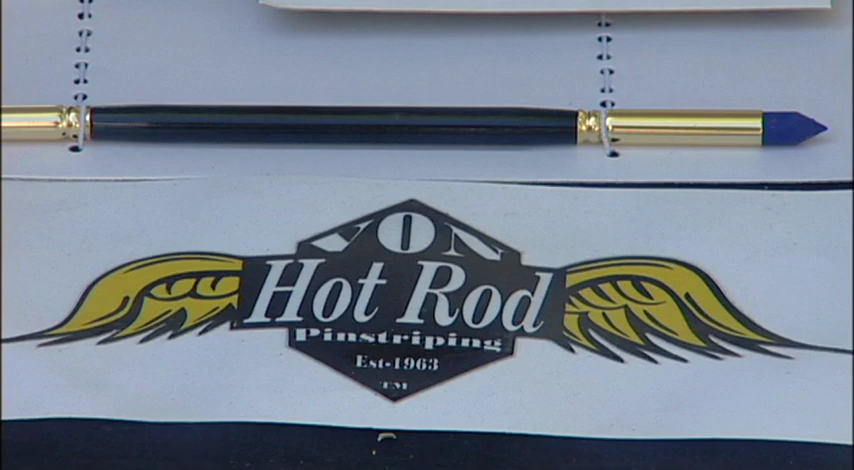 VON
Hot Rod
Pinstriping
Est-1963
TM